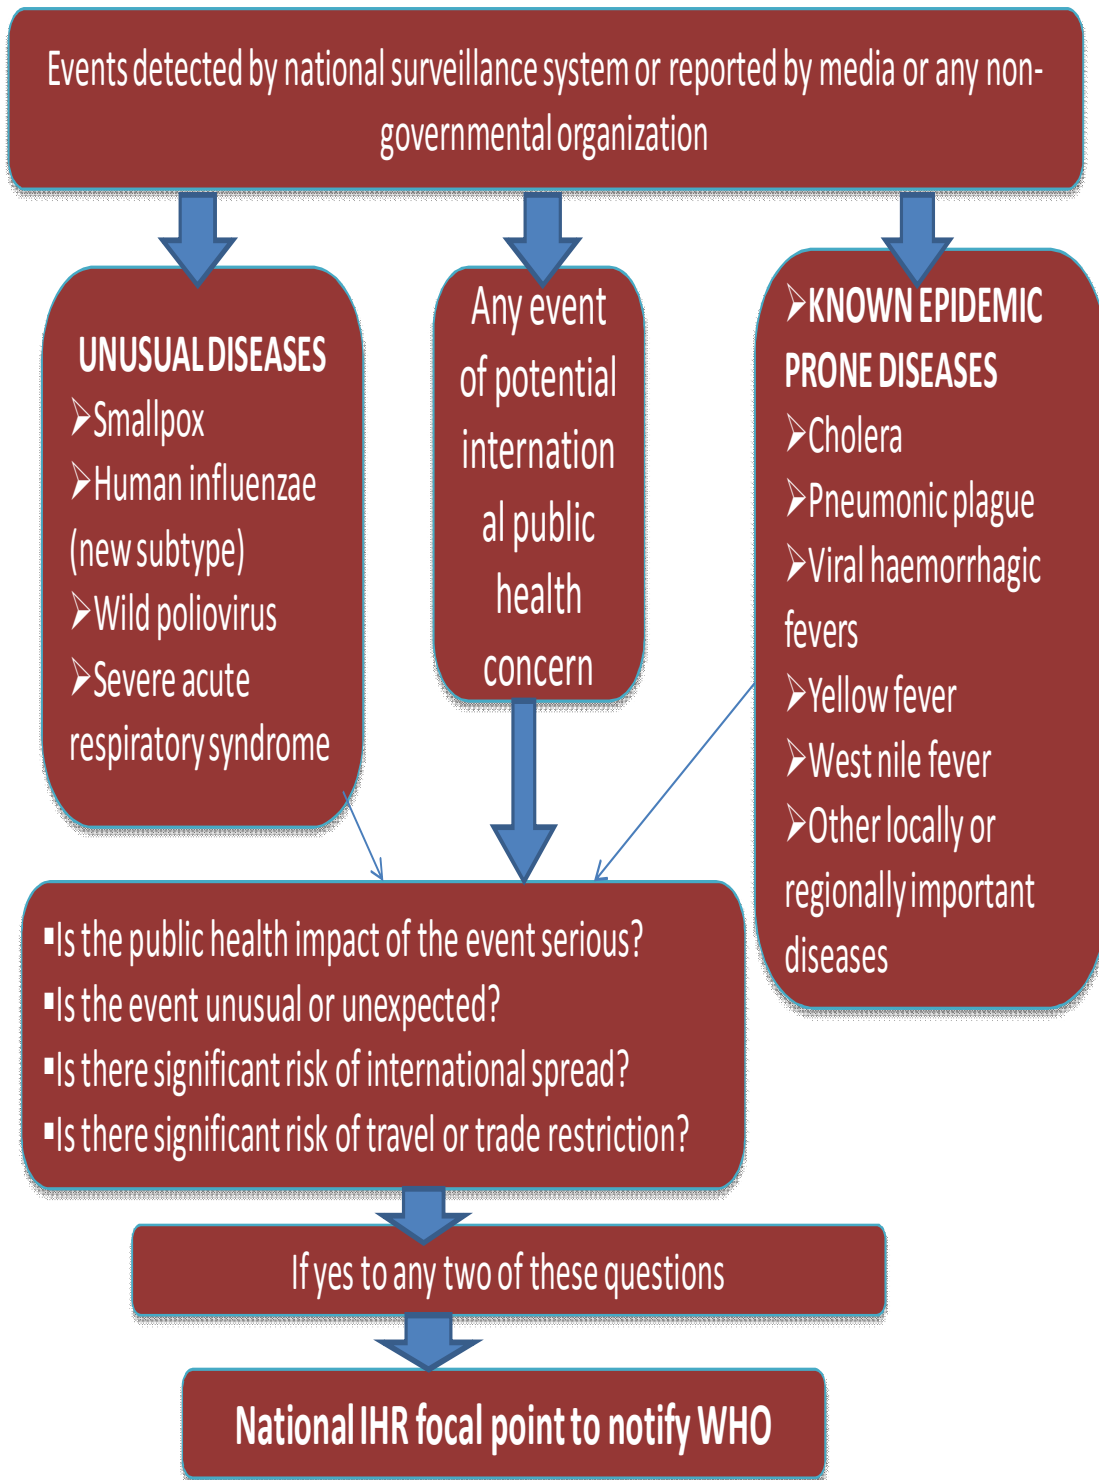 Events detected by national surveillance system or reported by media or any non-
governmental organization
UNUSUAL DISEASES
➢Smallpox
➢Human influenzae
(new subtype)
➢Wild poliovirus
➢Severe acute
respiratory syndrome
Any event
of potential
internation
al public
health
concern
➢KNOWN EPIDEMIC
PRONE DISEASES
➢Cholera
➢Pneumonic plague
➢Viral haemorrhagic
fevers
➢Yellow fever
➢West nile fever
➢Other locally or
regionally important
diseases
▪Is the public health impact of the event serious?
▪Is the event unusual or unexpected?
▪Is there significant risk of international spread?
▪Is there significant risk of travel or trade restriction?
If yes to any two of these questions
National IHR focal point to notify WHO